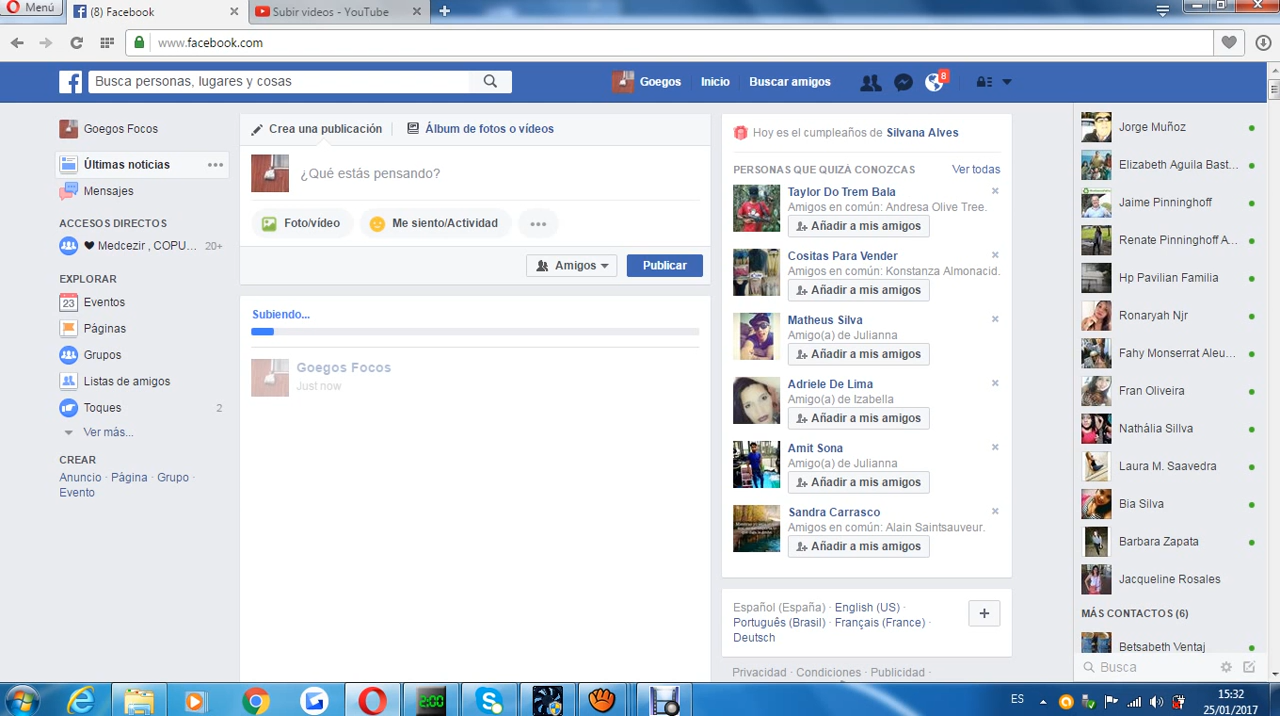 Menú
(8) Facebook
Subir vídeos - YouTube
www.facebook.com
Busca personas, lugares y cosas
Goegos
Inicio
Buscar amigos
8
Goegos Focos
Últimas noticias
Mensajes
ACCESOS DIRECTOS
Medcezir , COPU... 20+
EXPLORAR
23 Eventos
Páginas
Grupos
Listas de amigos
Toques 2
Ver más...
CREAR
Anuncio · Página · Grupo ·
Evento
Crea una publicación
Álbum de fotos o vídeos
¿Qué estás pensando?
Foto/vídeo
Me siento/Actividad
Amigos
Publicar
Subiendo...
Goegos Focos
Just now
Hoy es el cumpleaños de Silvana Alves
PERSONAS QUE QUIZÁ CONOZCAS Ver todas
Taylor Do Trem Bala
Amigos en común: Andresa Olive Tree.
Añadir a mis amigos
Cositas Para Vender
Amigos en común: Konstanza Almonacid.
Añadir a mis amigos
Matheus Silva
Amigo(a) de Julianna
Añadir a mis amigos
Adriele De Lima
Amigo(a) de Izabella
Añadir a mis amigos
Amit Sona
Amigo(a) de Julianna
Añadir a mis amigos
Sandra Carrasco
Amigos en común: Alain Saintsauveur.
Añadir a mis amigos
Español (España) · English (US) ·
Português (Brasil) · Français (France) ·
Deutsch
Privacidad · Condiciones · Publicidad ·
Jorge Muñoz
Elizabeth Aguila Bast...
Jaime Pinninghoff
Renate Pinninghoff A...
Hp Pavilian Familia
Ronaryah Njr
Fahy Monserrat Aleu...
Fran Oliveira
Nathália Sillva
Laura M. Saavedra
Bia Silva
Barbara Zapata
Jacqueline Rosales
MÁS CONTACTOS (6)
Betsabeth Ventaj
Busca
2:00
ES
15:32
25/01/2017